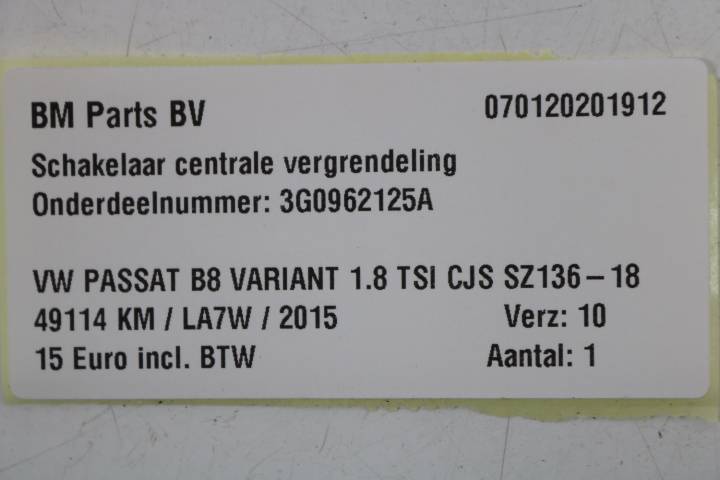 BM Parts BV 070120201912
Schakelaar centrale vergrendeling
Onderdeelnummer: 3G0962125A
VW PASSAT B8 VARIANT 1.8 TSI CJS SZ136-18
49114 KM / LA7W / 2015 Verz: 10
15 Euro incl. BTW Aantal: 1